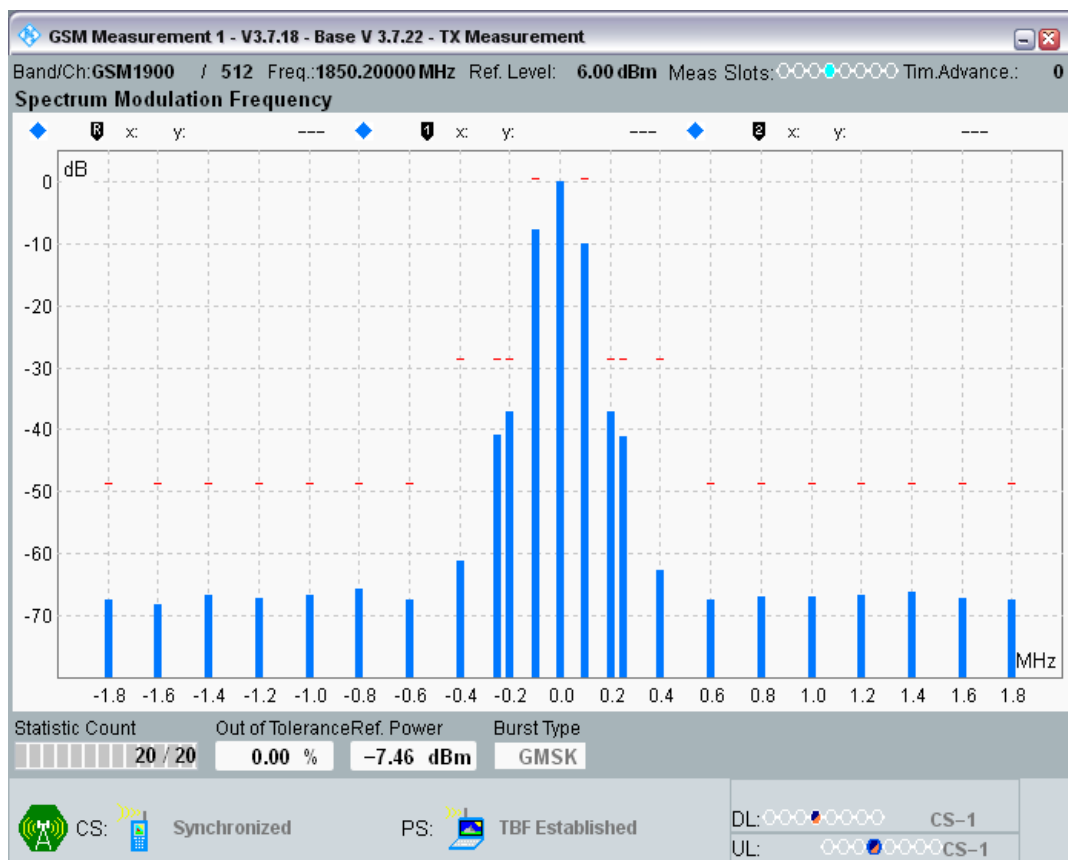 GSM Measurement 1 - V3.7.18 - Base V 3.7.22 - TX Measurement
Band/Ch:GSM1900 / 512 Freq.:1850.20000 MHz Ref. Level: 6.00 dBm Meas Slots: Tim.Advance.: 0
Spectrum Modulation Frequency
R x: y: --- 1 x: y: --- 2 x: y: ---
dB
0
-10
-20
-30
-40
-50
-60
-70
MHz
-1.8 -1.6 -1.4 -1.2 -1.0 -0.8 -0.6 -0.4 -0.2 0.0 0.2 0.4 0.6 0.8 1.0 1.2 1.4 1.6 1.8
Statistic Count Out of Tolerance Ref. Power Burst Type
20 / 20 0.00 % -7.46 dBm GMSK
CS: Synchronized PS: TBF Established DL: CS-1
UL: CS-1